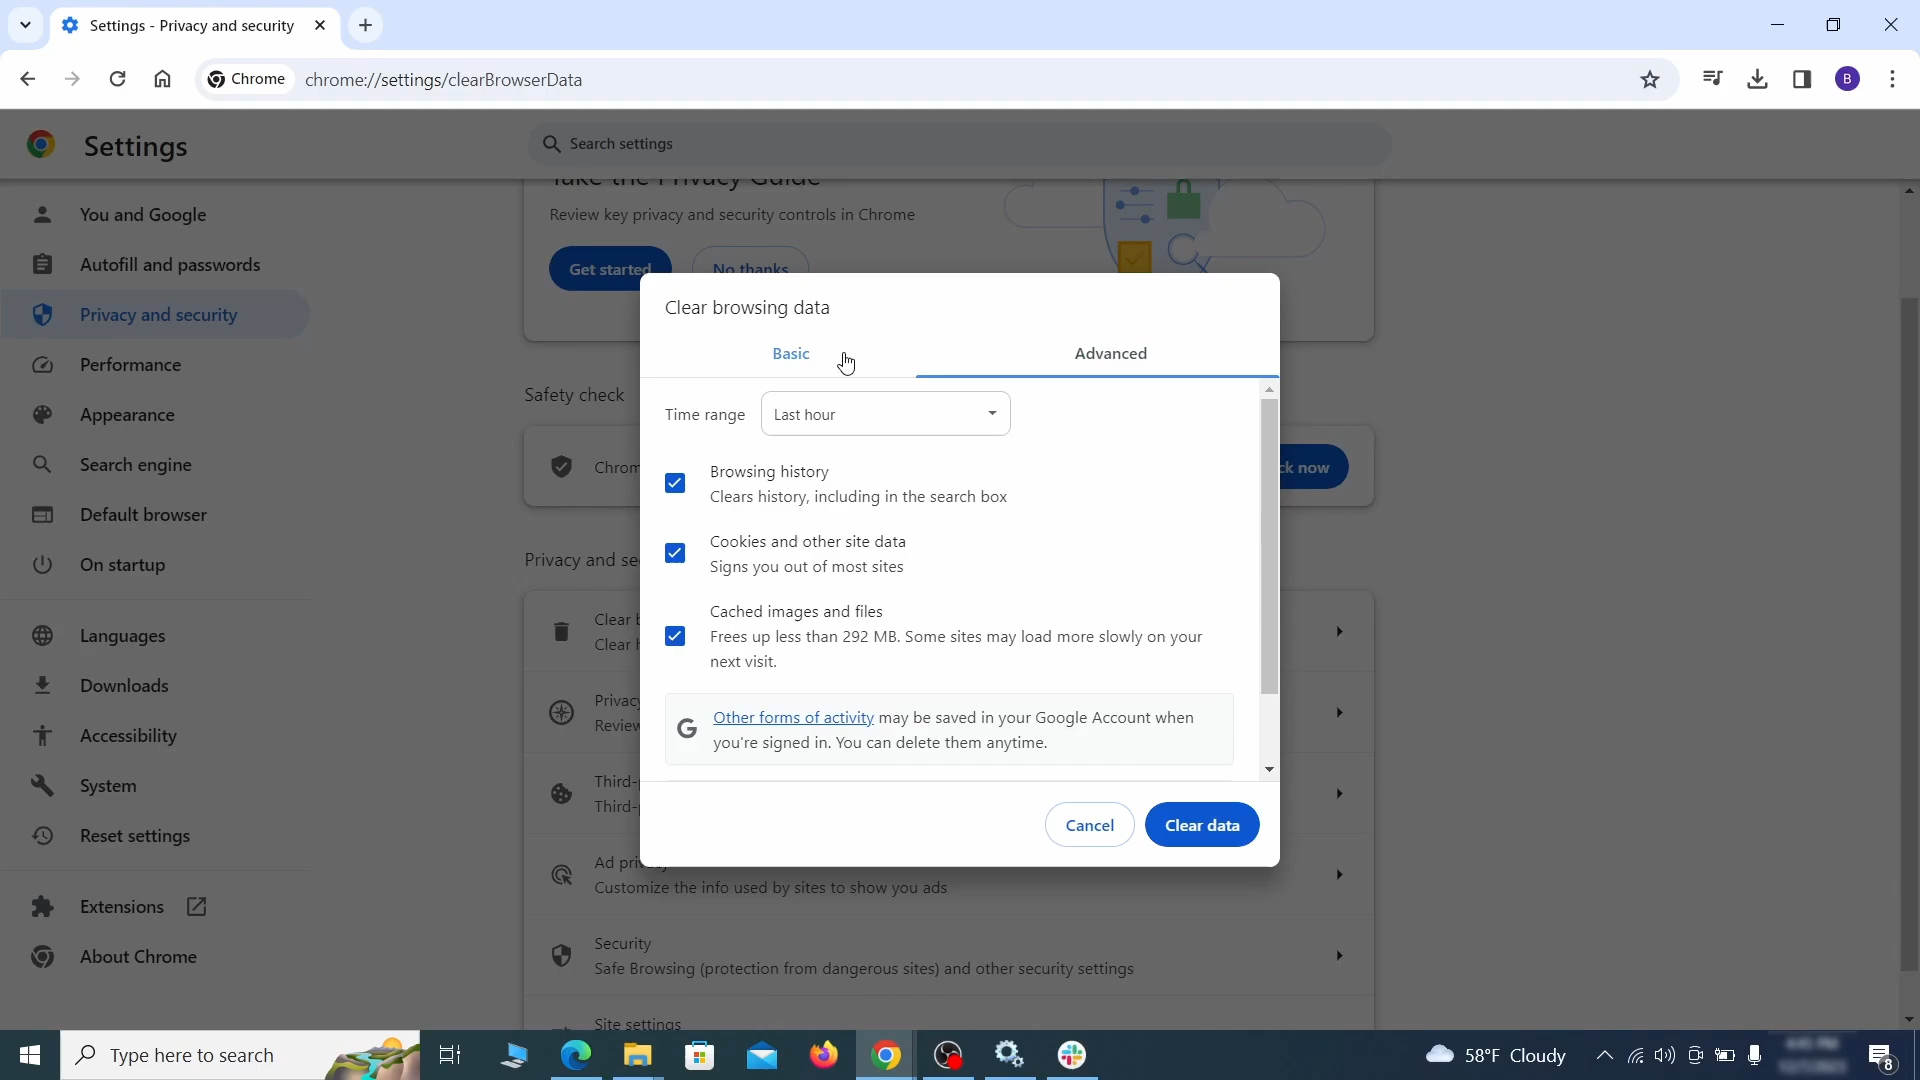 Settings - Privacy and security
Chrome
chrome://settings/clearBrowserData
B
Settings
Search settings
Take the Privacy Guide
Review key privacy and security controls in Chrome
Get started
No thanks
You and Google
Autofill and passwords
Privacy and security
Performance
Appearance
Search engine
Default browser
On startup
Languages
Downloads
Accessibility
System
Reset settings
Extensions
About Chrome
Safety check
Chrom
ck now
Privacy and se
Clear b
Clear h
Privacy
Review
Third-p
Third-p
Ad privacy
Customize the info used by sites to show you ads
Security
Safe Browsing (protection from dangerous sites) and other security settings
Site settings
Clear browsing data
Basic
Advanced
Time range
Last hour
Browsing history
Clears history, including in the search box
Cookies and other site data
Signs you out of most sites
Cached images and files
Frees up less than 292 MB. Some sites may load more slowly on your
next visit.
Other forms of activity may be saved in your Google Account when
you're signed in. You can delete them anytime.
Cancel
Clear data
Type here to search
58°F Cloudy
8